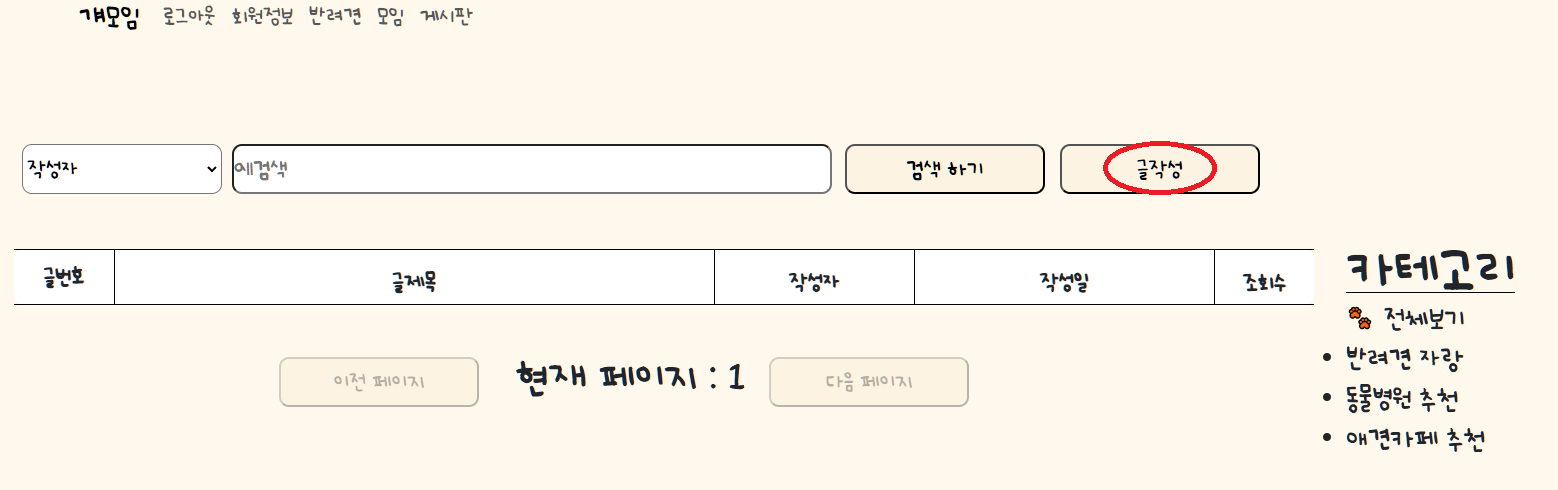 걔모임 로그아웃 회원정보 반려견 모임 게시판
작성자 에검색 검색 하기 글작성
글번호 글제목 작성자 작성일 조회수
이전 페이지 현재 페이지 : 1 다음 페이지
카테고리
전체보기
반려견 자랑
동물병원 추천
애견카페 추천